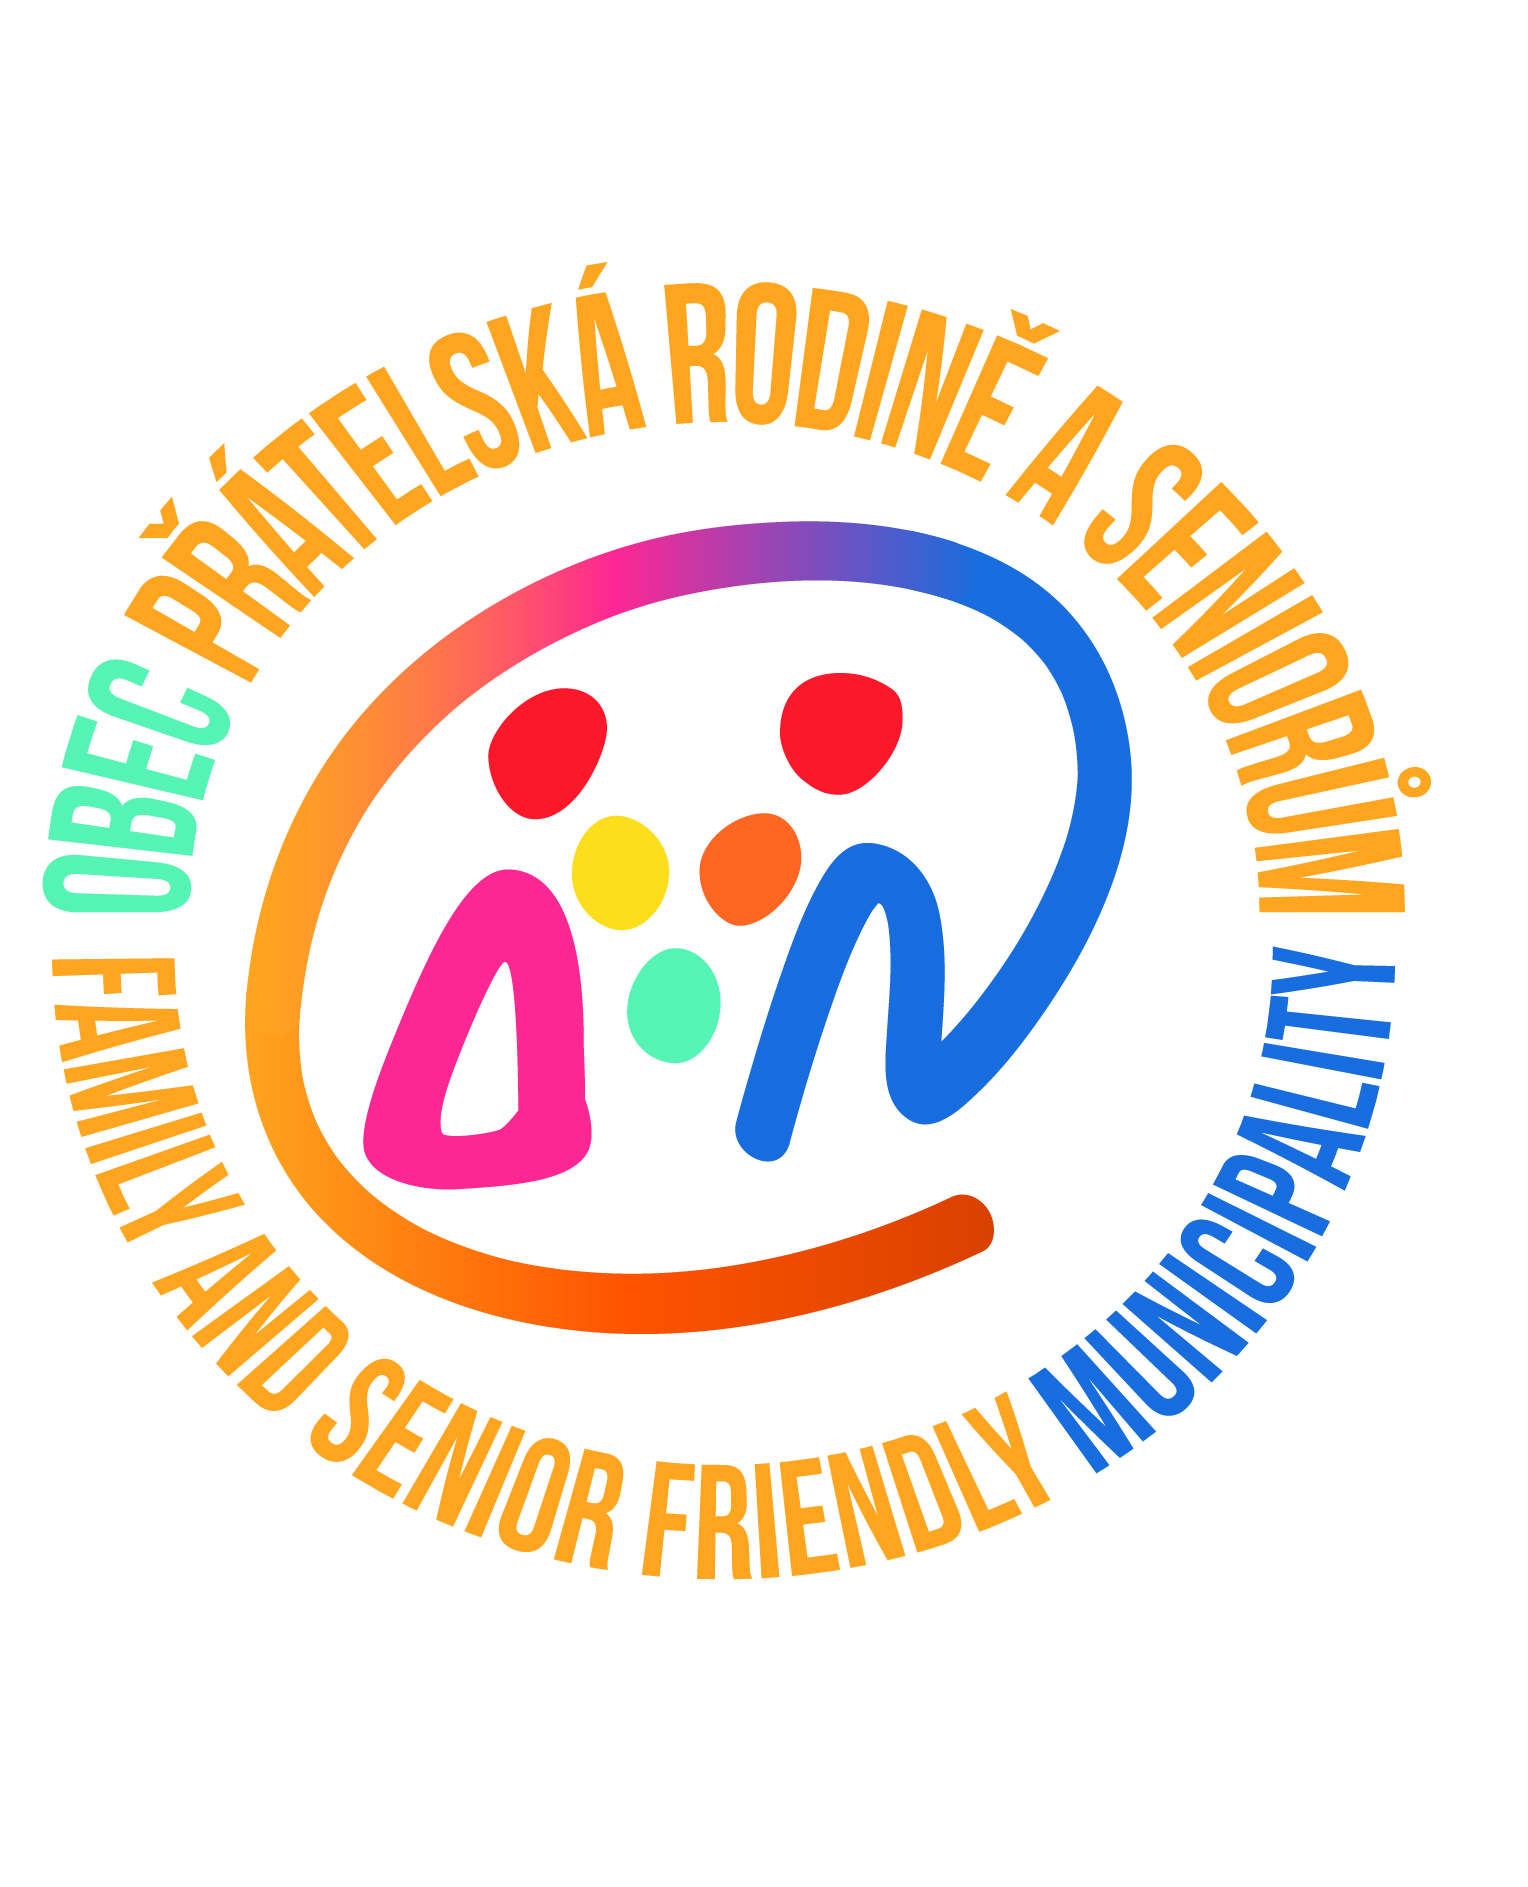 OBEC PŘÁTELSKÁ RODINĚ A SENIORŮM
FAMILY AND SENIOR FRIENDLY MUNICIPALITY